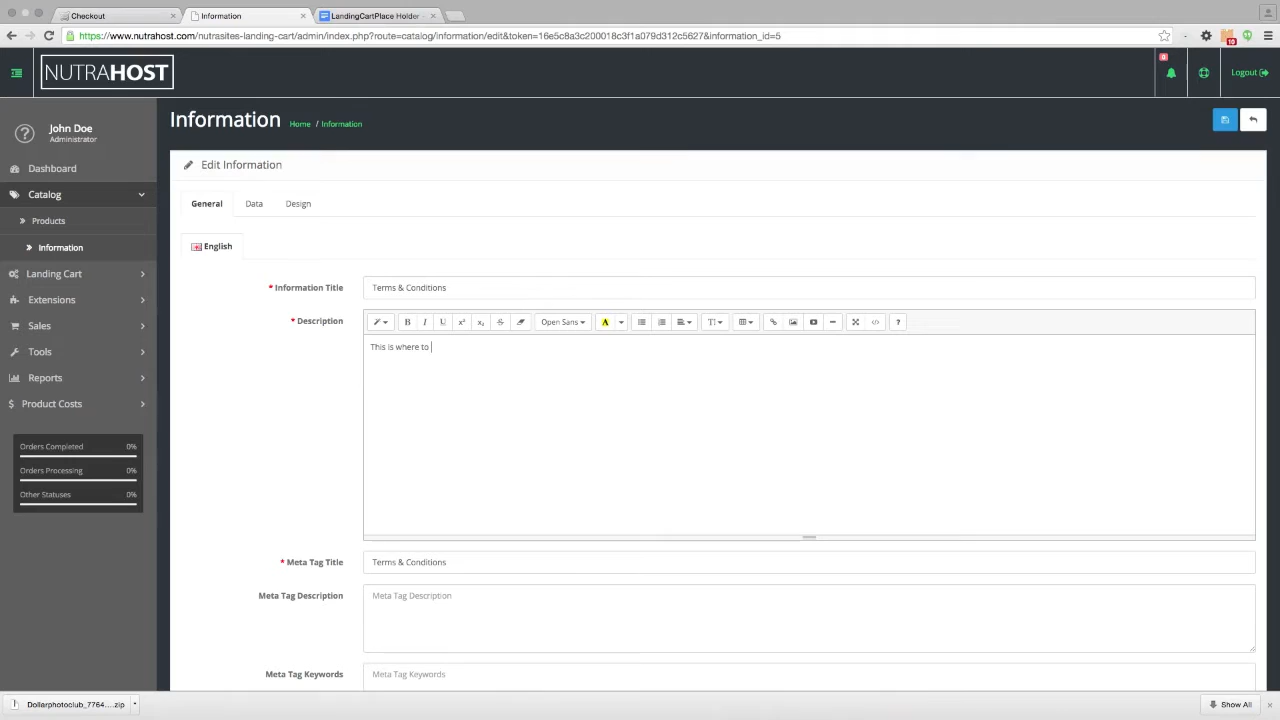 Checkout
Information
LandingCartPlace Holder -
https://www.nutrahost.com/nutrasites-landing-cart/admin/index.php?route=catalog/information/edit&token=16e5c8a3c200018c3f1a079d312c5627&information_id=5
10
NUTRAHOST
0
Logout
John Doe
Administrator
Information
Home / Information
Dashboard
Edit Information
Catalog
General
Data
Design
Products
English
Information
Landing Cart
* Information Title
Terms & Conditions
Extensions
* Description
B I U x² x₂ S
Open Sans
A
T
?
Sales
This is where to
Tools
Reports
$ Product Costs
Orders Completed 0%
Orders Processing 0%
Other Statuses 0%
* Meta Tag Title
Terms & Conditions
Meta Tag Description
Meta Tag Description
Meta Tag Keywords
Meta Tag Keywords
Dollarphotoclub_7764....zip
Show All